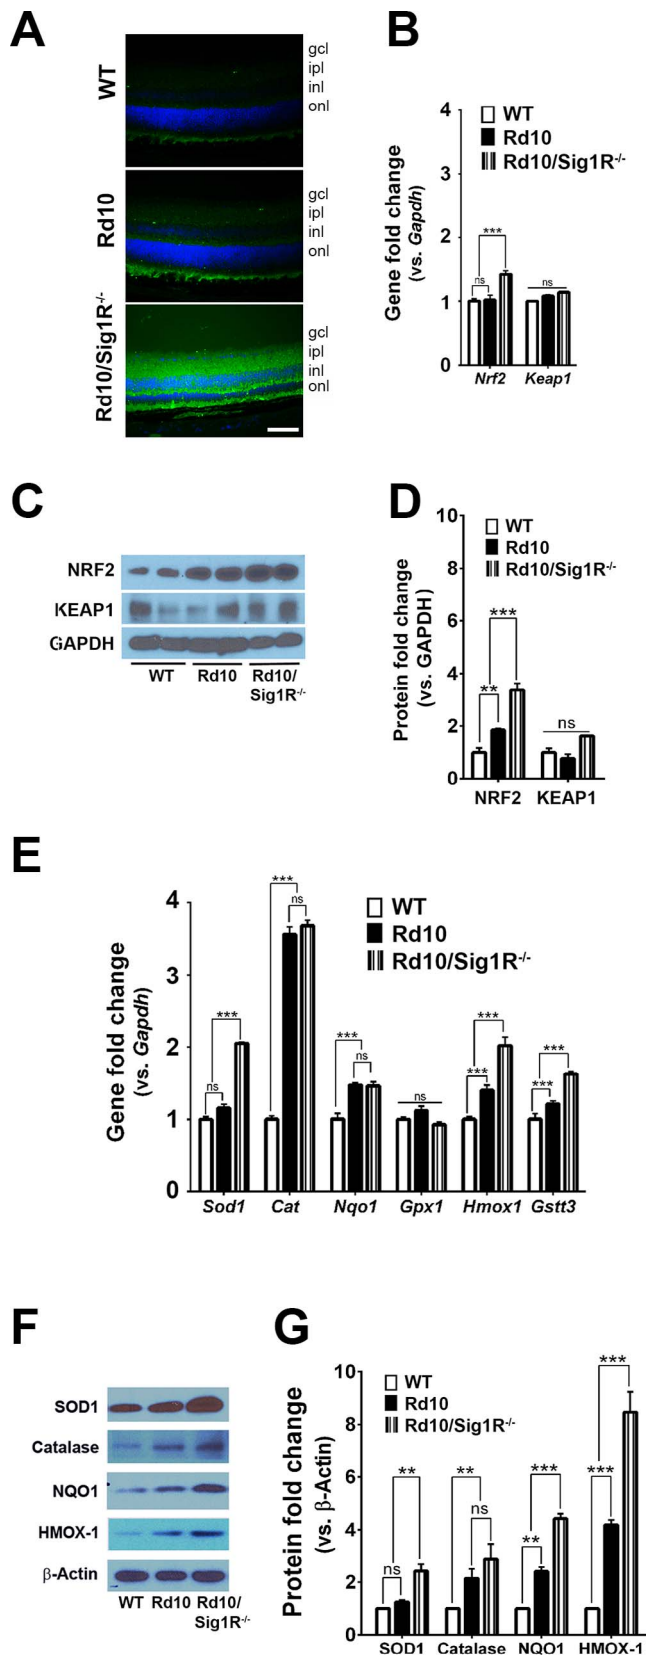 A
WT
gcl
ipl
inl
onl
Rd10
gcl
ipl
inl
onl
Rd10/Sig1R-/-
gcl
ipl
inl
onl
B
Gene fold change
(vs. Gapdh)
4
3
2
1
0
WT
Rd10
Rd10/Sig1R-/-
***
ns
ns
Nrf2 Keap1
C
NRF2
KEAP1
GAPDH
WT Rd10 Rd10/
Sig1R-/-
D
Protein fold change
(vs. GAPDH)
10
8
6
4
2
0
WT
Rd10
Rd10/Sig1R-/-
***
**
ns
NRF2 KEAP1
E
Gene fold change
(vs. Gapdh)
4
3
2
1
0
WT
Rd10
Rd10/Sig1R-/-
***
ns
***
ns
***
ns
ns
***
***
***
***
Sod1 Cat Nqo1 Gpx1 Hmox1 Gstt3
F
SOD1
Catalase
NQO1
HMOX-1
β-Actin
WT Rd10 Rd10/
Sig1R-/-
G
Protein fold change
(vs. β-Actin)
10
8
6
4
2
0
WT
Rd10
Rd10/Sig1R-/-
**
ns
**
ns
***
**
***
***
SOD1 Catalase NQO1 HMOX-1